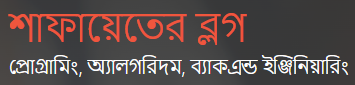 শাফায়েতের ব্লগ
প্রোগ্রামিং, অ্যালগরিদম, ব্যাকএন্ড ইঞ্জিনিয়ারিং